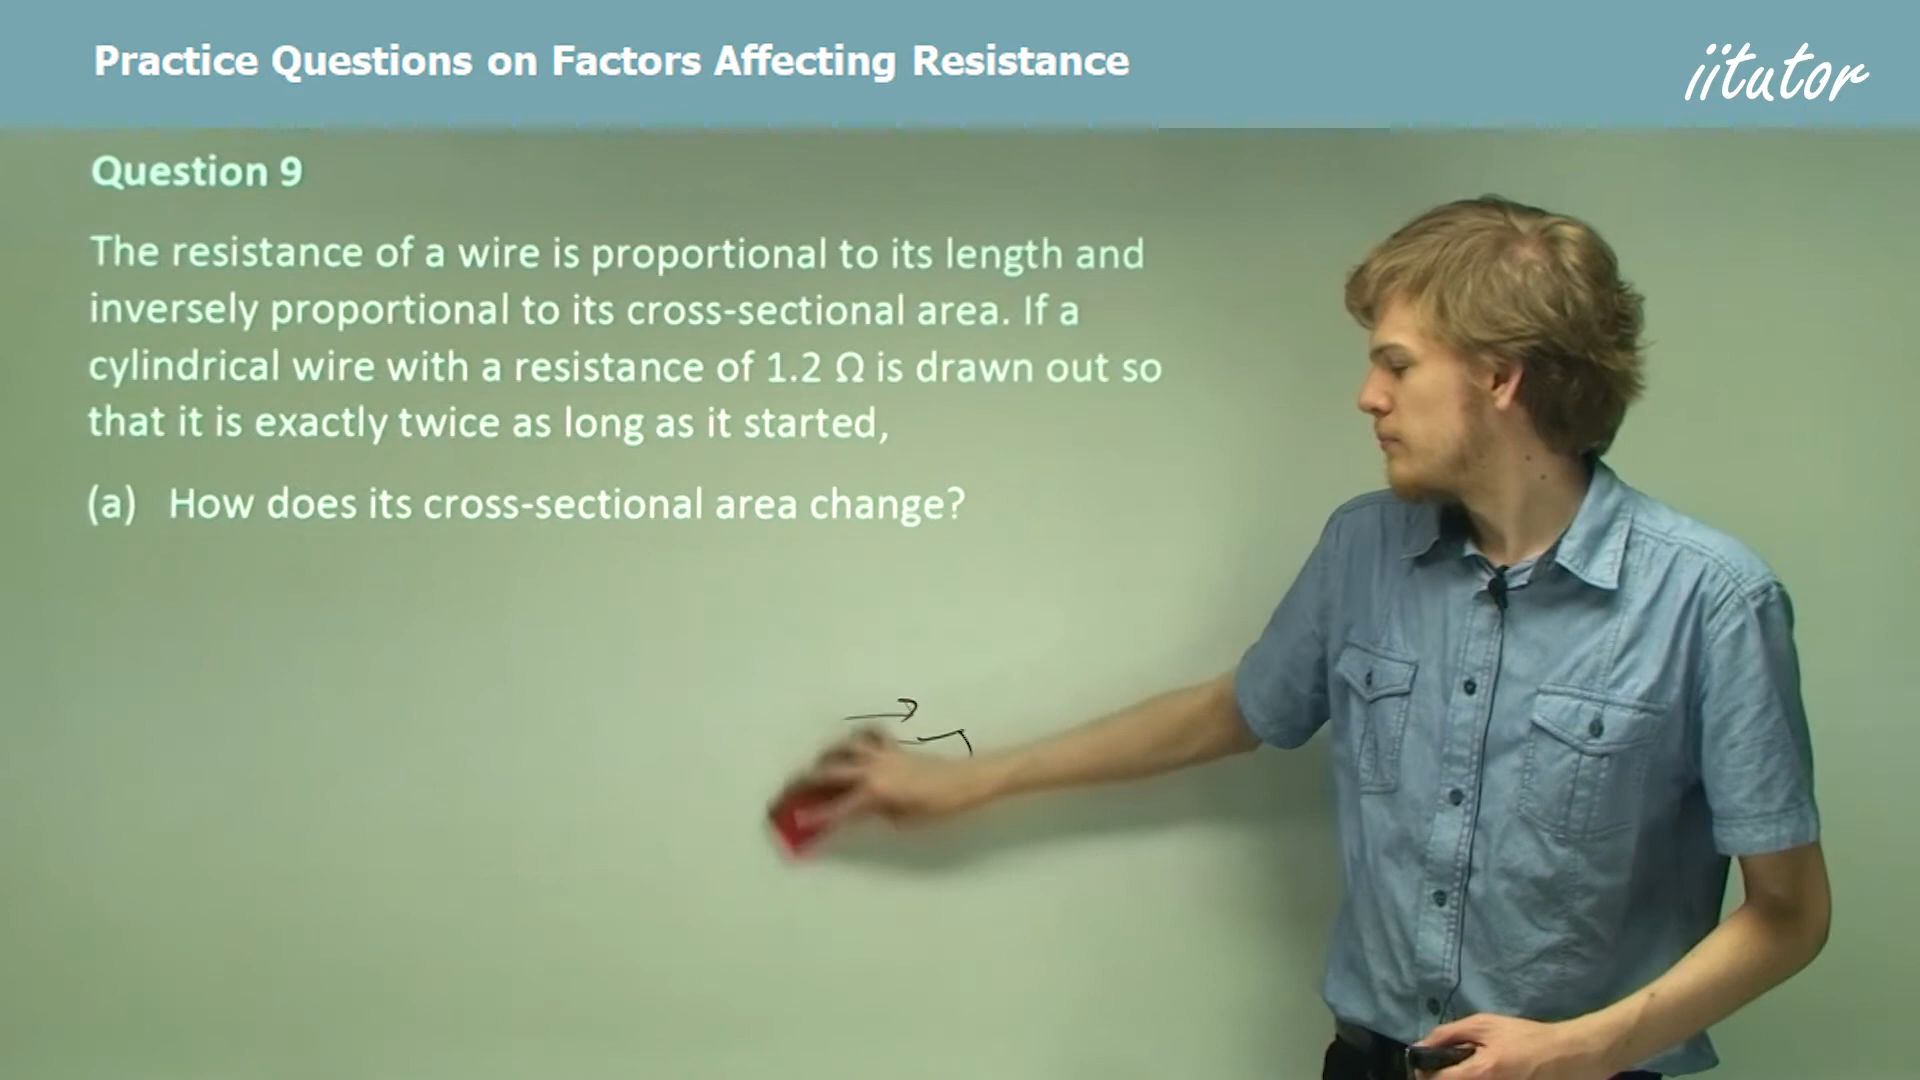 Practice Questions on Factors Affecting Resistance
iitutor
Question 9
The resistance of a wire is proportional to its length and
inversely proportional to its cross-sectional area. If a
cylindrical wire with a resistance of 1.2 Ω is drawn out so
that it is exactly twice as long as it started,
(a) How does its cross-sectional area change?